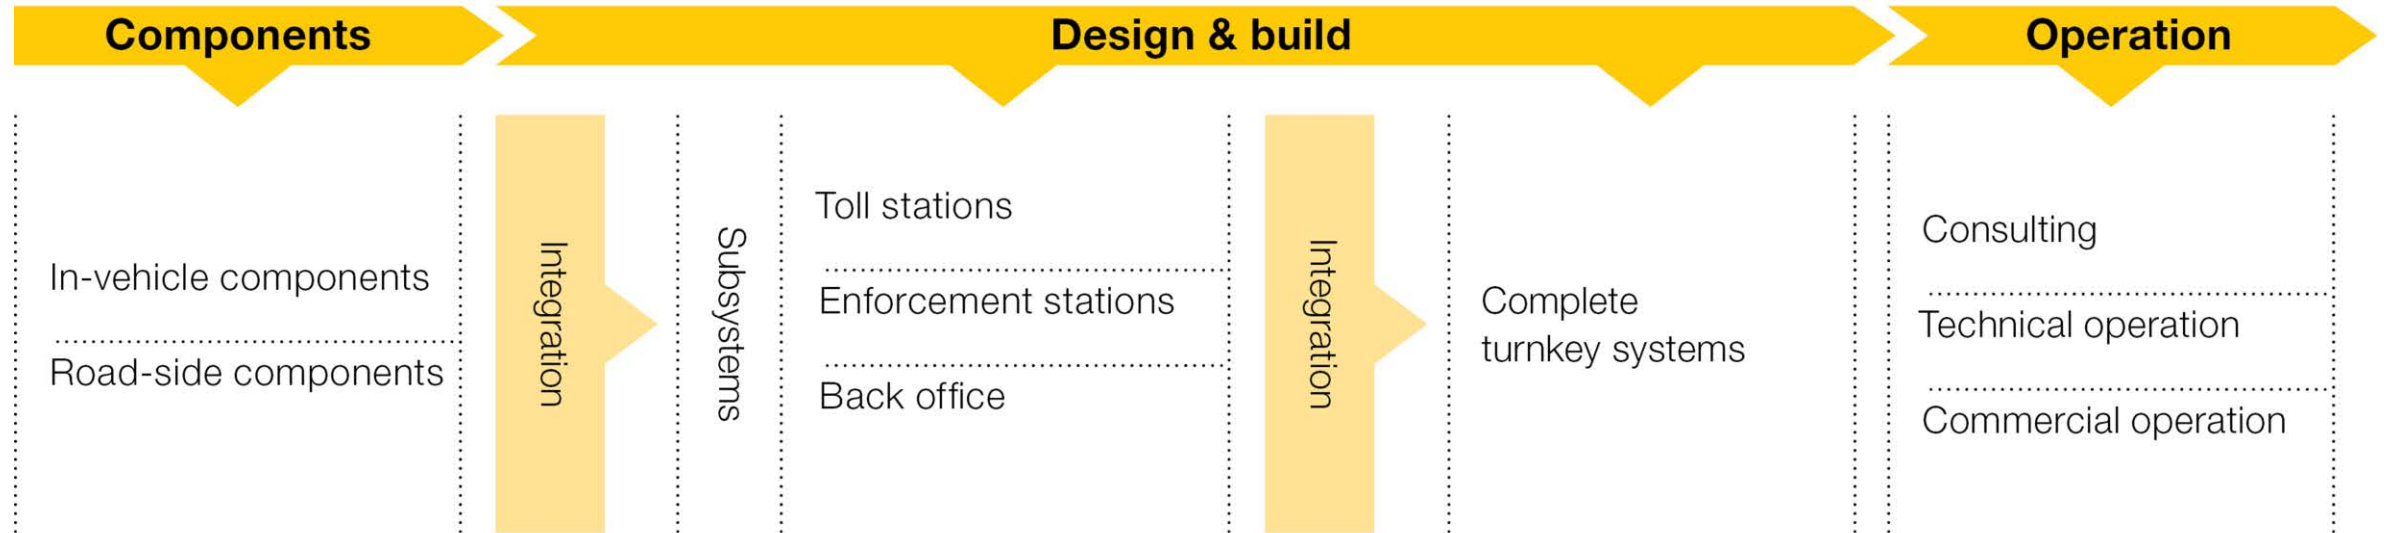 Components
Design & build
Operation
In-vehicle components
Road-side components
Integration
Subsystems
Toll stations
Enforcement stations
Back office
Integration
Complete
turnkey systems
Consulting
Technical operation
Commercial operation